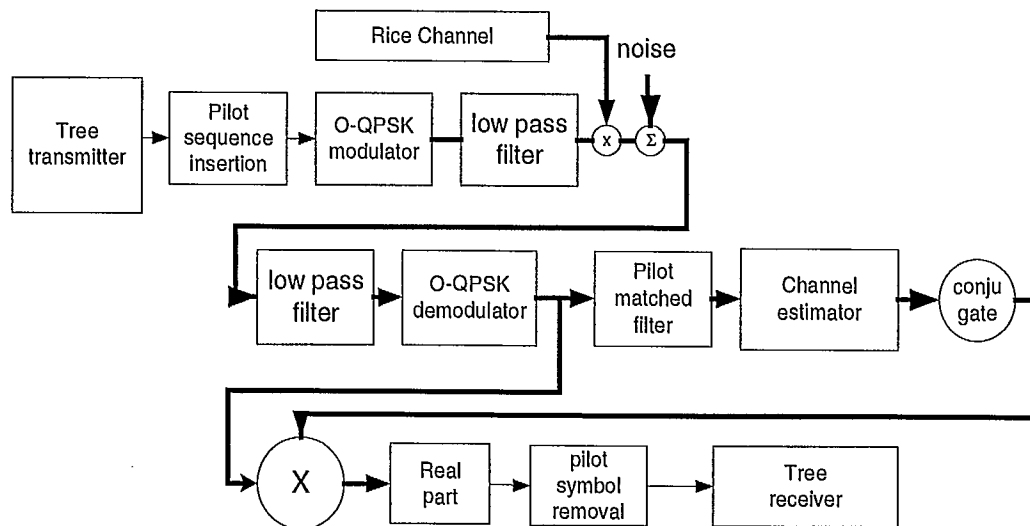 Rice Channel
noise
Tree
transmitter
Pilot
sequence
insertion
O-QPSK
modulator
low pass
filter
x
Σ
low pass
filter
O-QPSK
demodulator
Pilot
matched
filter
Channel
estimator
conju
gate
X
Real
part
pilot
symbol
removal
Tree
receiver